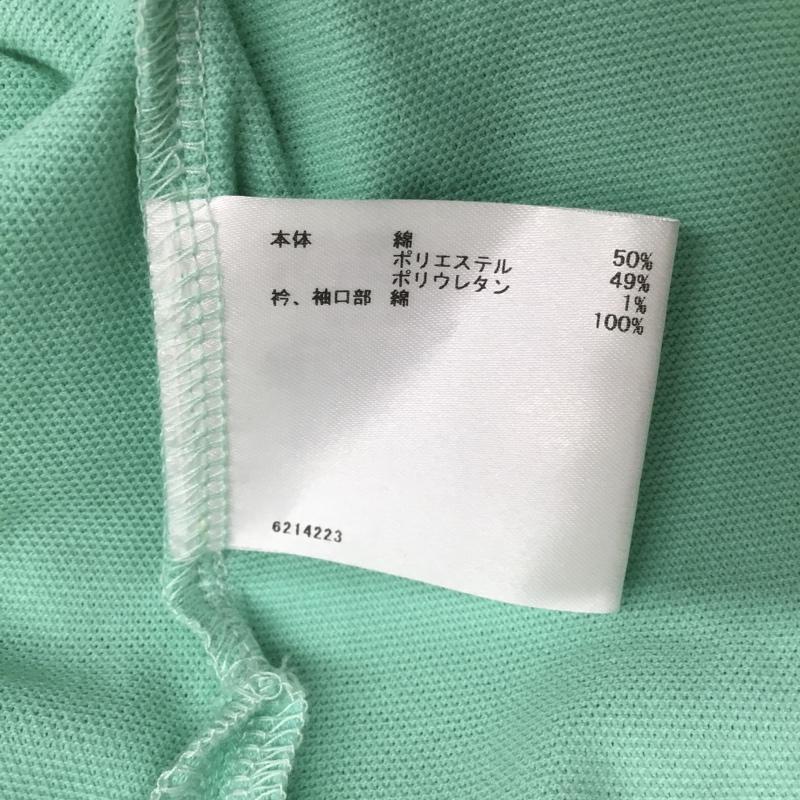 本体 綿 50%
ポリエステル 49%
ポリウレタン 1%
衿、袖口部 綿 100%
6214223